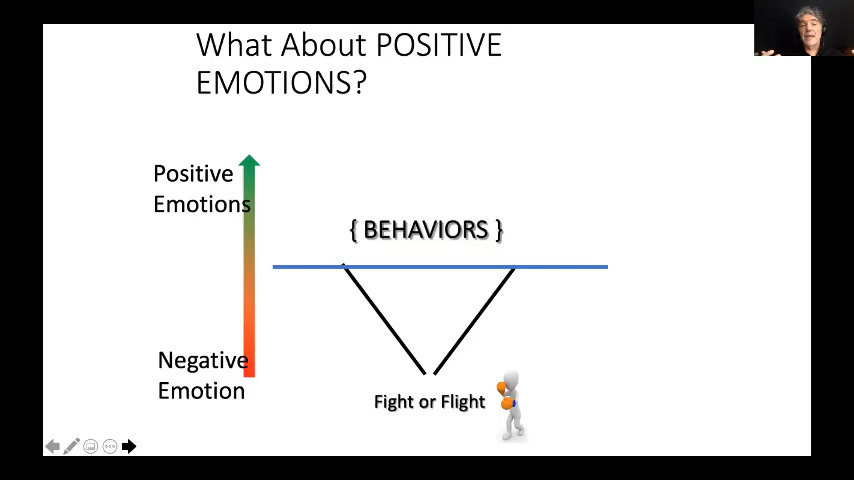 What About POSITIVE
EMOTIONS?
Positive
Emotions
{ BEHAVIORS }
Negative
Emotion
Fight or Flight